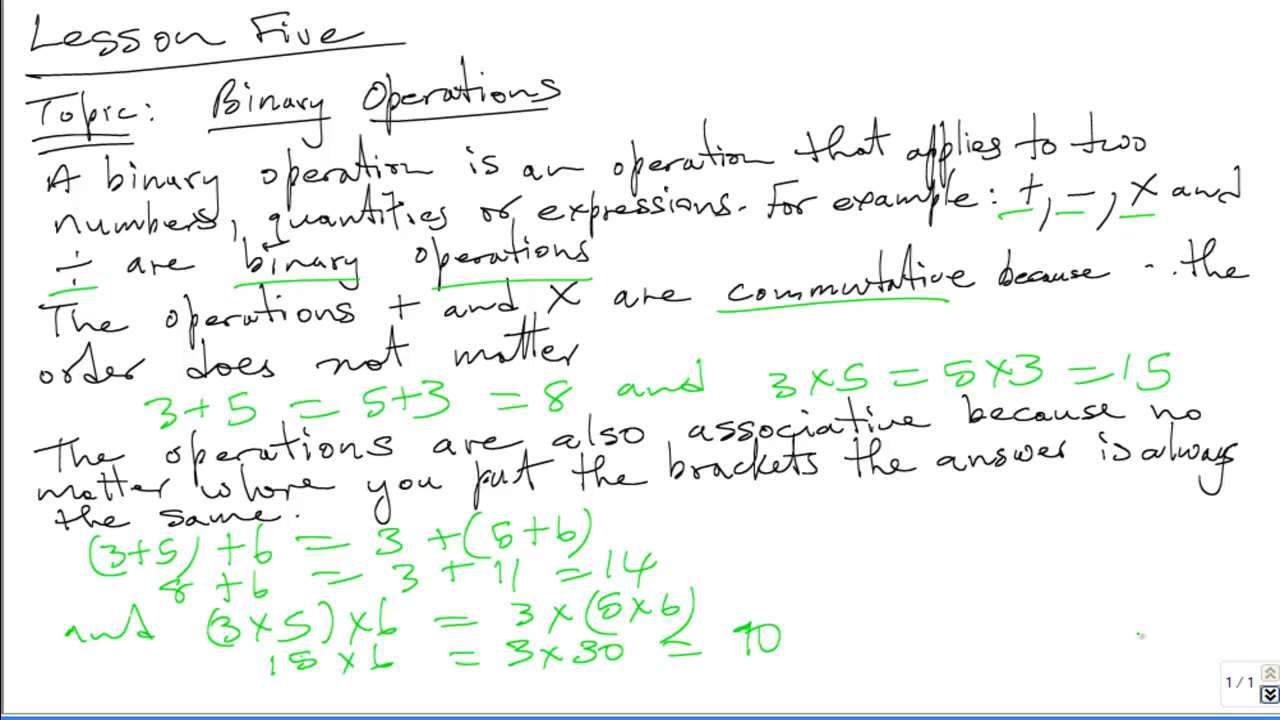 Lesson Five
Topic: Binary Operations
A binary operation is an operation that applies to two
numbers, quantities or expressions. For example: +, −, × and
÷ are binary operations
The operations + and × are commutative because the
order does not matter
3+5 = 5+3 = 8 and 3×5 = 5×3 = 15
The operations are also associative because no
matter where you put the brackets the answer is always
the same.
(3+5)+6 = 3+(5+6)
8+6 = 3+11 = 14
and (3×5)×6 = 3×(5×6)
15×6 = 3×30 = 90
1/1